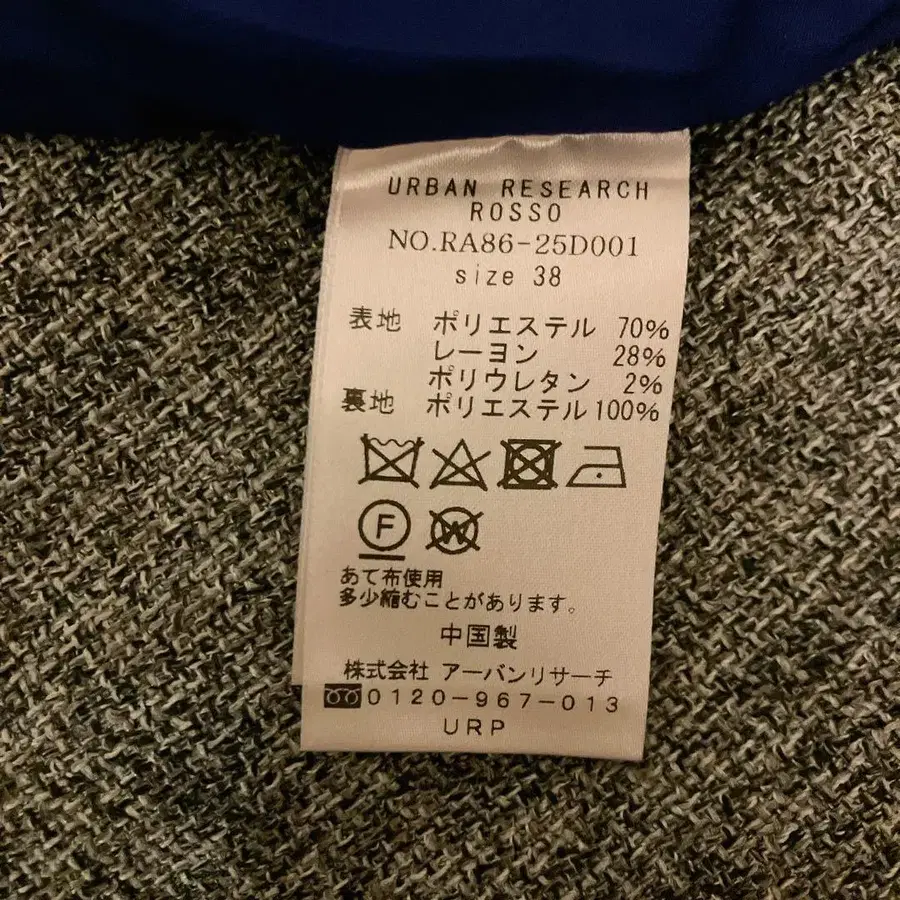 URBAN RESEARCH
ROSSO
NO.RA86-25D001
size 38
表地 ポリエステル 70%
レーヨン 28%
ポリウレタン 2%
裏地 ポリエステル 100%
F W
あて布使用
多少縮むことがあります。
中国製
株式会社 アーバンリサーチ
0120-967-013
URP